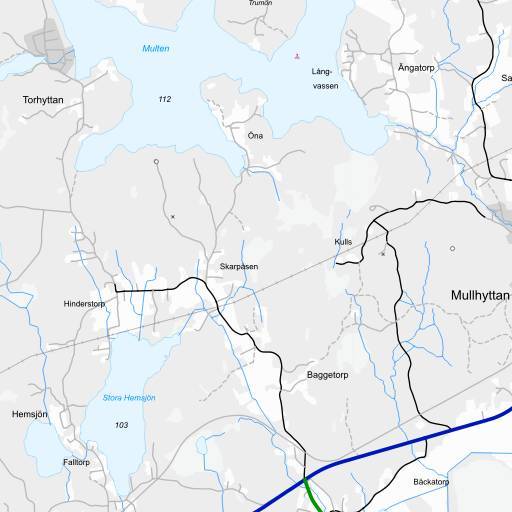 Trumön
Multen
Lång-
vassen
Ängatorp
Sa
Torhyttan
112
Öna
Kulls
Skarpåsen
Hinderstorp
Mullhyttan
Baggetorp
Stora Hemsjön
Hemsjön
103
Falltorp
Bäckatorp